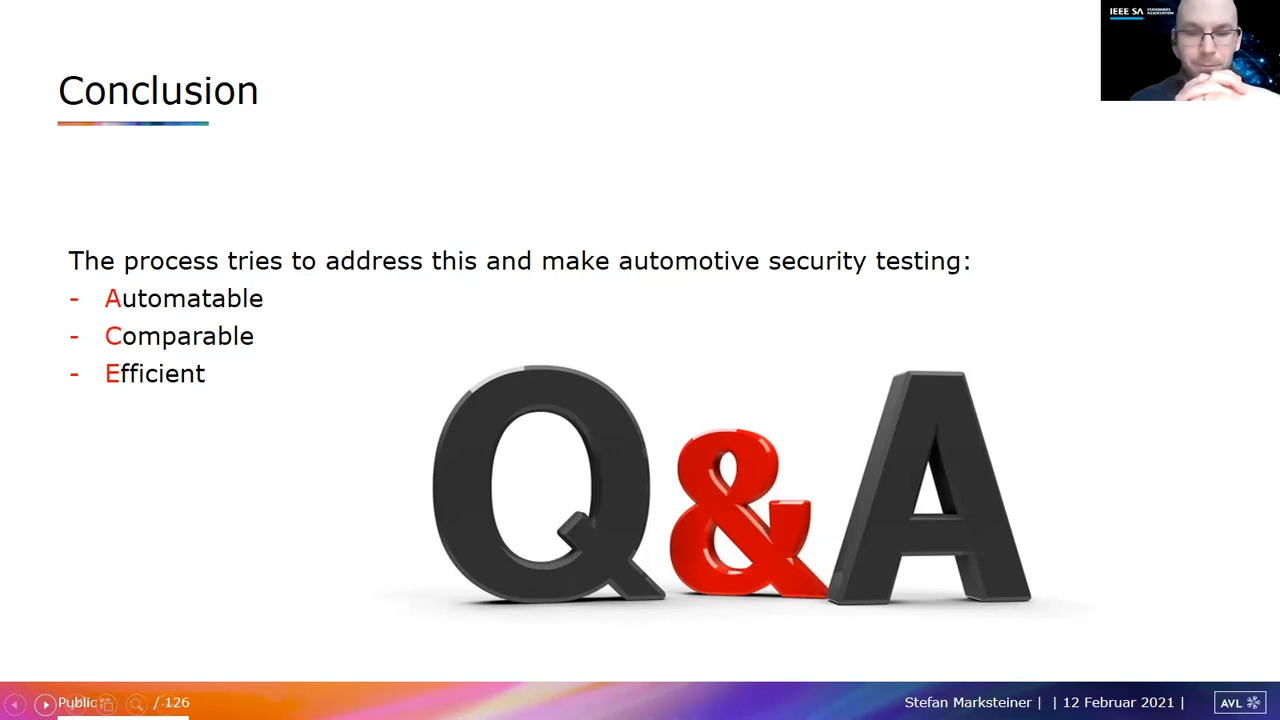 IEEE SA STANDARDS
ASSOCIATION
Conclusion
The process tries to address this and make automotive security testing:
- Automatable
- Comparable
- Efficient
Q&A
Public / 126
Stefan Marksteiner | | 12 Februar 2021 |
AVL